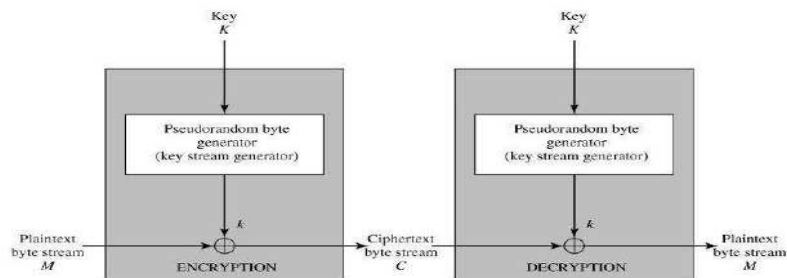 Key
K
Key
K
Pseudorandom byte
generator
(key stream generator)
Pseudorandom byte
generator
(key stream generator)
k
k
Plaintext
byte stream
M
ENCRYPTION
Ciphertext
byte stream
C
DECRYPTION
Plaintext
byte stream
M